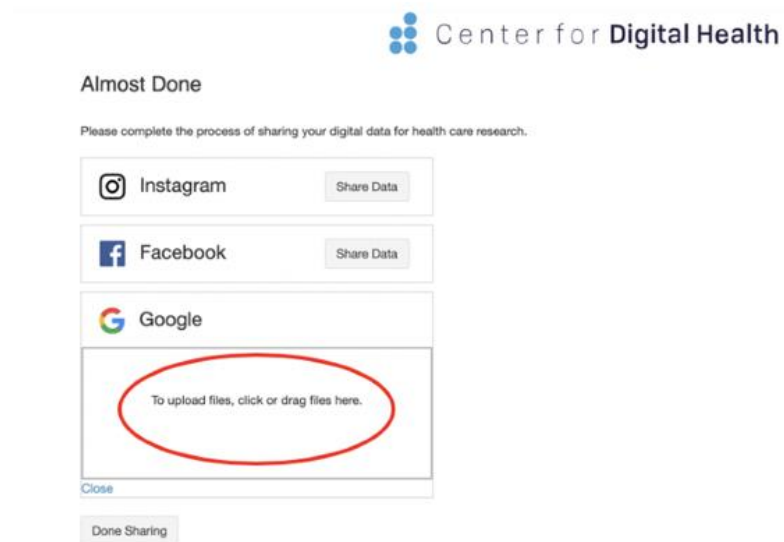 Center for Digital Health
Almost Done
Please complete the process of sharing your digital data for health care research.
Instagram Share Data
Facebook Share Data
Google
To upload files, click or drag files here.
Close
Done Sharing